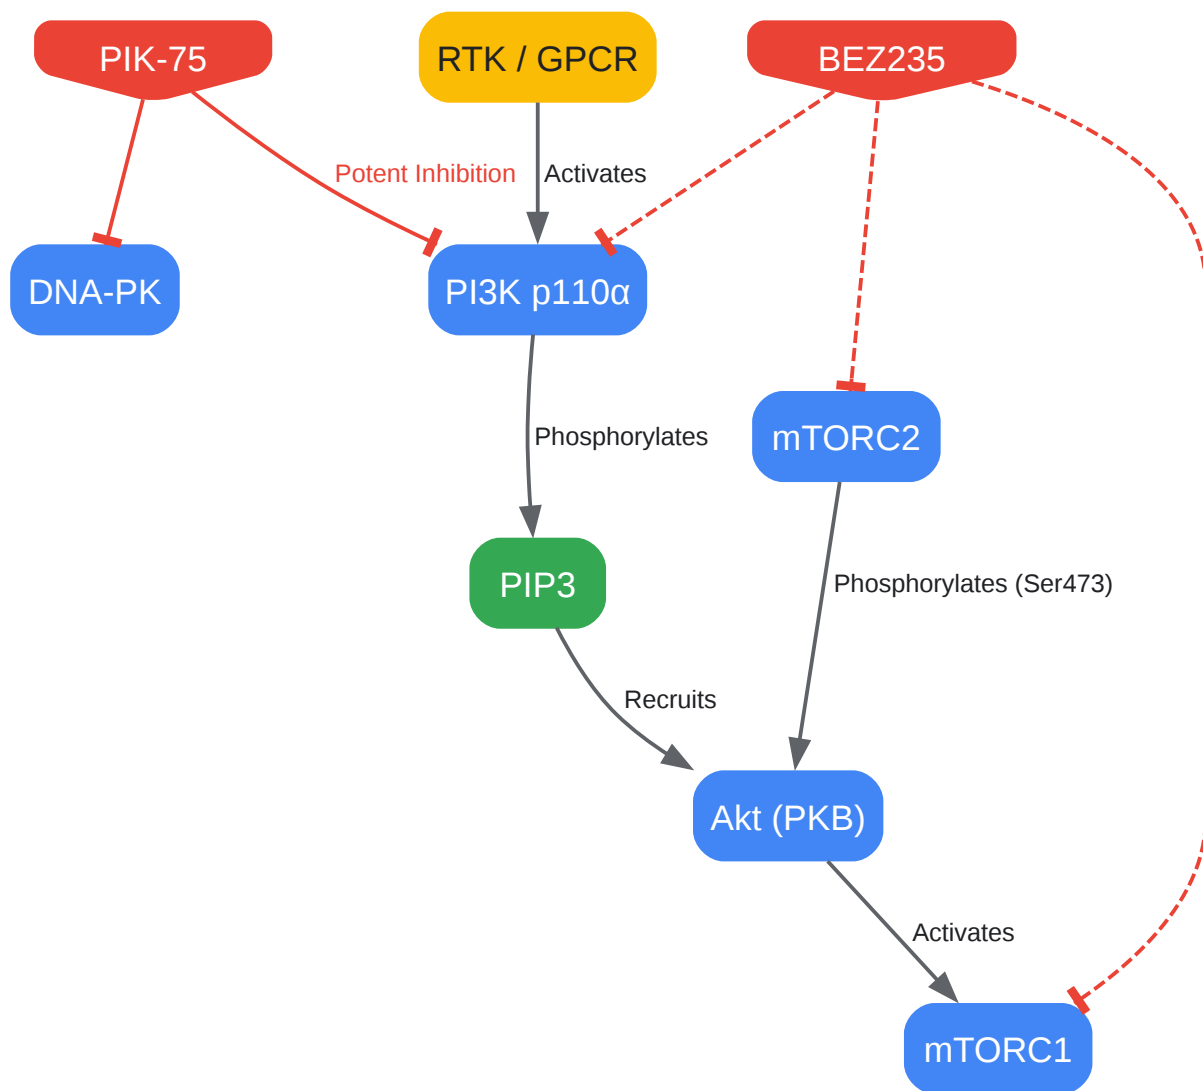 PIK-75
RTK / GPCR
BEZ235
Potent Inhibition
Activates
DNA-PK
PI3K p110α
mTORC2
Phosphorylates
Phosphorylates (Ser473)
PIP3
Recruits
Akt (PKB)
Activates
mTORC1